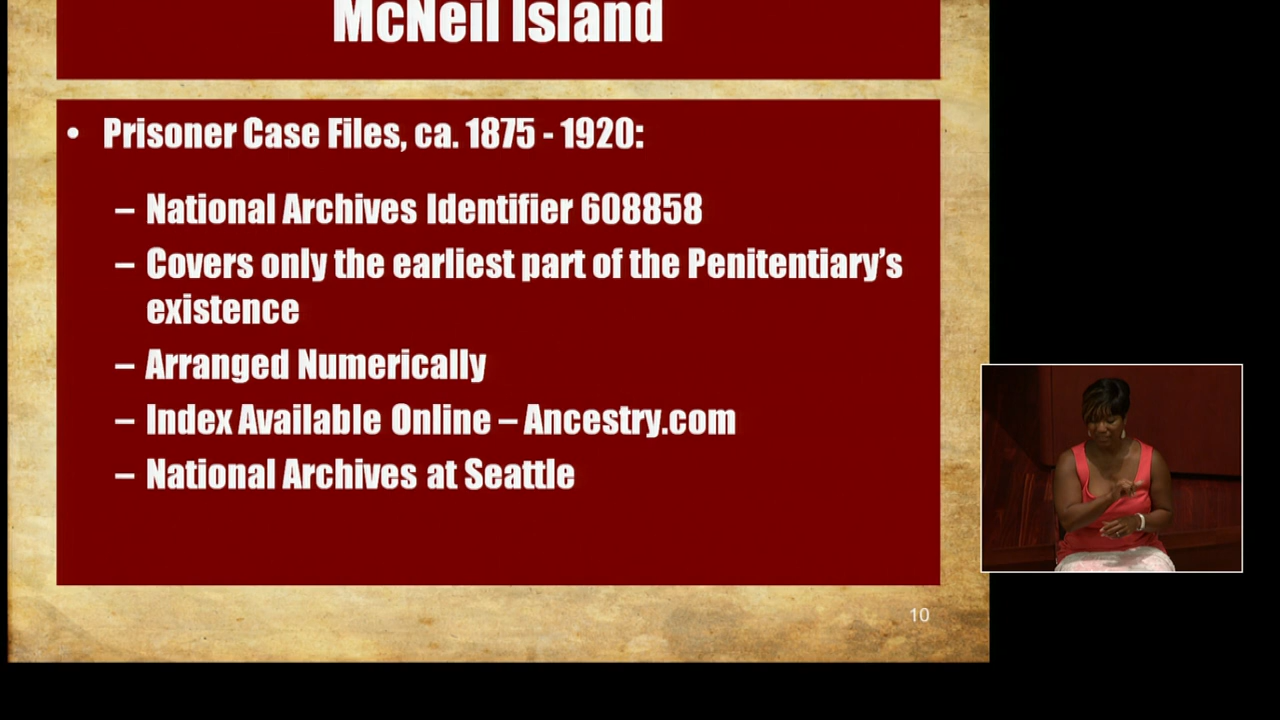 McNeil Island
• Prisoner Case Files, ca. 1875 - 1920:
– National Archives Identifier 608858
– Covers only the earliest part of the Penitentiary’s
existence
– Arranged Numerically
– Index Available Online – Ancestry.com
– National Archives at Seattle
10